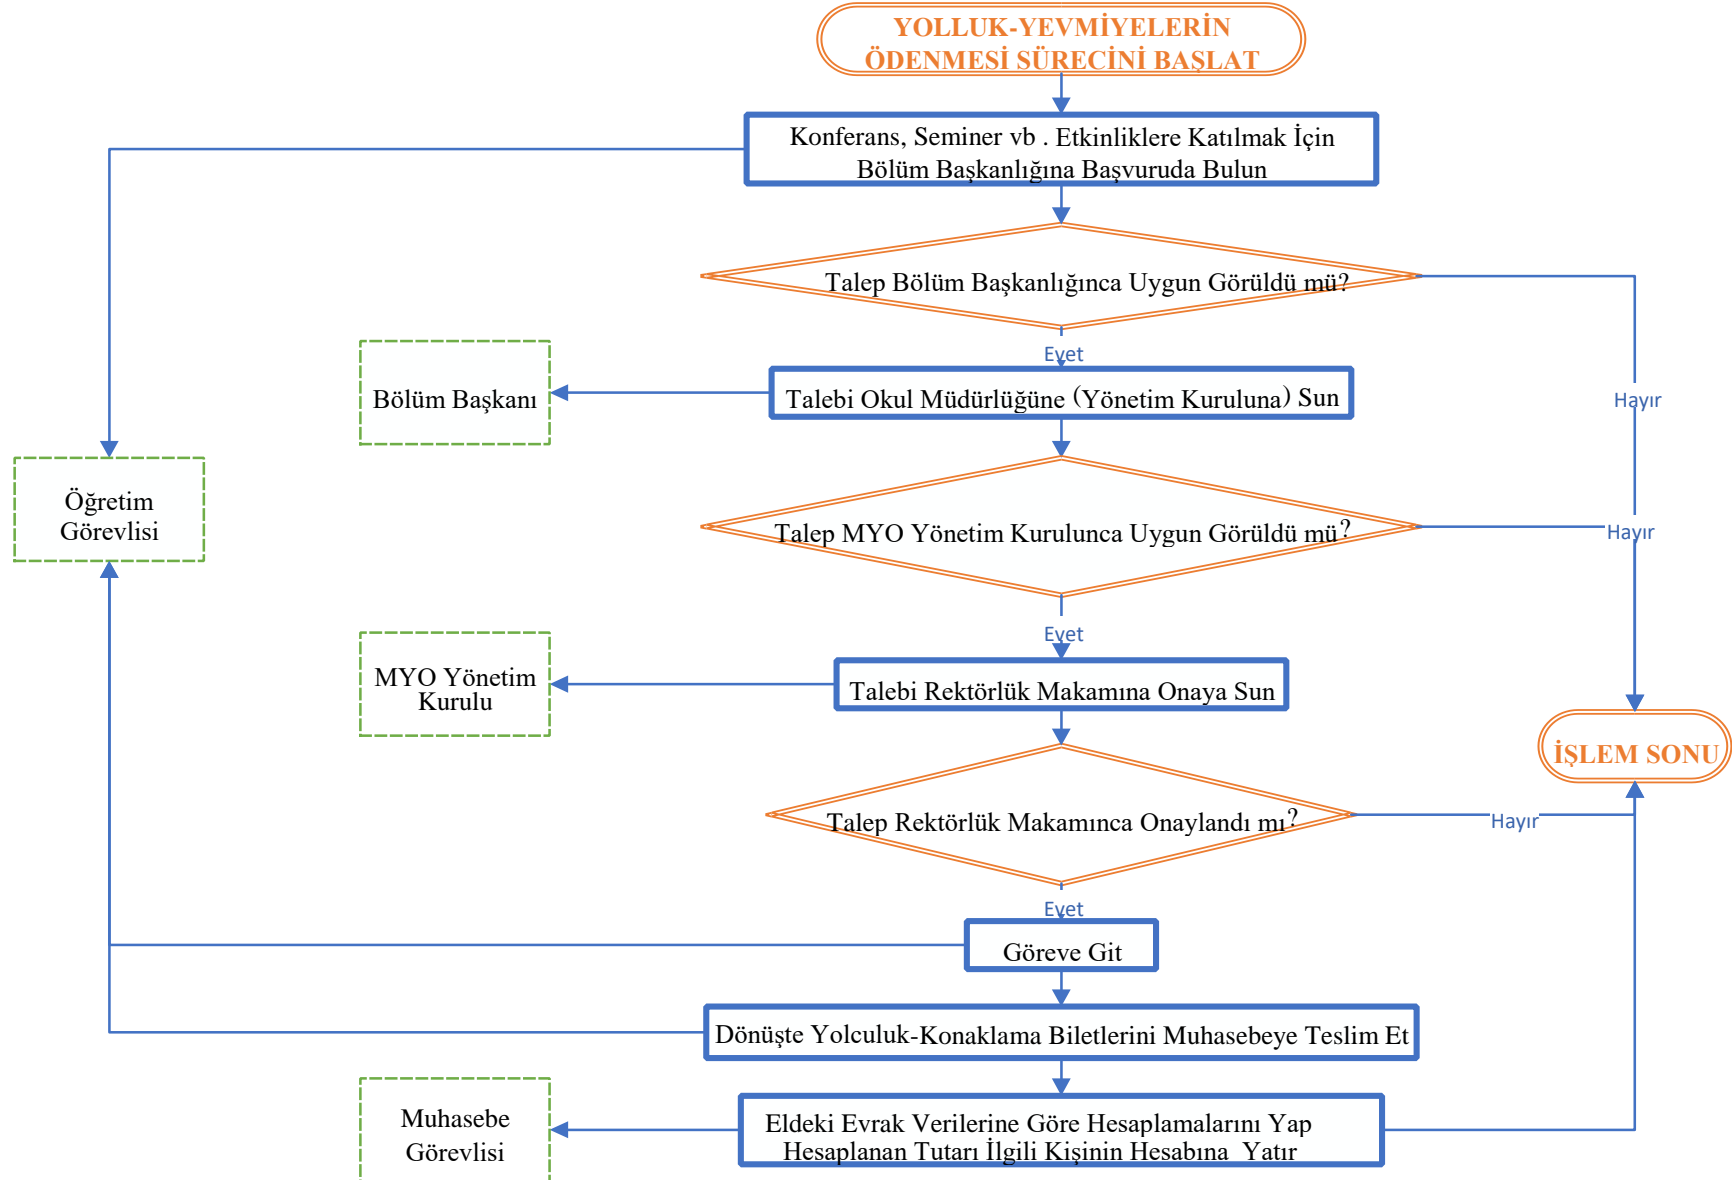 YOLLUK-YEVMİYELERİN
ÖDENMESİ SÜRECİNİ BAŞLAT
Konferans, Seminer vb . Etkinliklere Katılmak İçin
Bölüm Başkanlığına Başvuruda Bulun
Talep Bölüm Başkanlığınca Uygun Görüldü mü?
Evet
Hayır
Bölüm Başkanı
Talebi Okul Müdürlüğüne (Yönetim Kuruluna) Sun
Öğretim
Görevlisi
Talep MYO Yönetim Kurulunca Uygun Görüldü mü?
Hayır
Evet
MYO Yönetim
Kurulu
Talebi Rektörlük Makamına Onaya Sun
İŞLEM SONU
Talep Rektörlük Makamınca Onaylandı mı?
Hayır
Evet
Göreve Git
Dönüşte Yolculuk-Konaklama Biletlerini Muhasebeye Teslim Et
Muhasebe
Görevlisi
Eldeki Evrak Verilerine Göre Hesaplamalarını Yap
Hesaplanan Tutarı İlgili Kişinin Hesabına Yatır